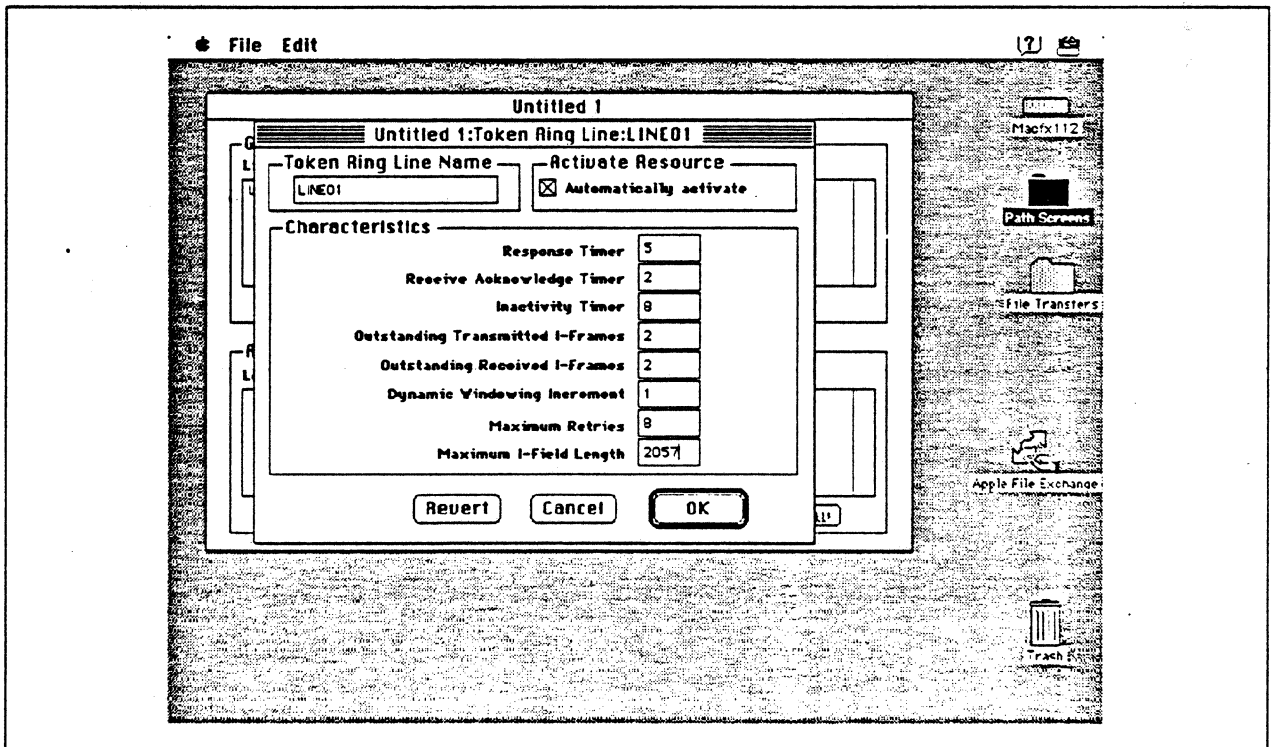 File Edit
Untitled 1
Macfx112
Untitled 1:Token Ring Line:LINE01
Token Ring Line Name
Activate Resource
LINE01
Automatically activate
Path Screens
Characteristics
Response Timer 5
Receive Acknowledge Timer 2
Inactivity Timer 8
File Transfers
Outstanding Transmitted I-Frames 2
Outstanding Received I-Frames 2
Dynamic Windowing Increment 1
Maximum Retries 8
Maximum I-Field Length 2057
Apple File Exchange
Revert Cancel OK
Trash